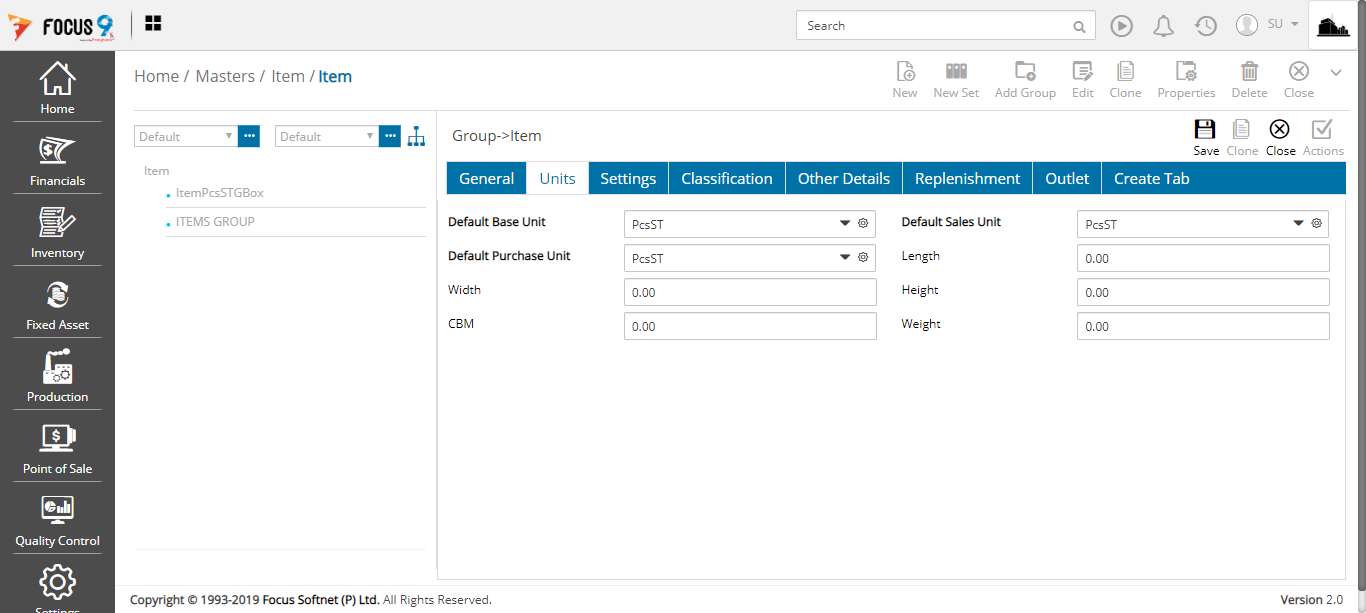 FOCUS 9
Search
SU
Home
Financials
Inventory
Fixed Asset
Production
Point of Sale
Quality Control
Settings
Home / Masters / Item / Item
New
New Set
Add Group
Edit
Clone
Properties
Delete
Close
Default
Default
Item
ItemPcsSTGBox
ITEMS GROUP
Group->Item
Save
Clone
Close
Actions
General
Units
Settings
Classification
Other Details
Replenishment
Outlet
Create Tab
Default Base Unit
PcsST
Default Sales Unit
PcsST
Default Purchase Unit
PcsST
Length
0.00
Width
0.00
Height
0.00
CBM
0.00
Weight
0.00
Copyright © 1993-2019 Focus Softnet (P) Ltd. All Rights Reserved.
Version 2.0